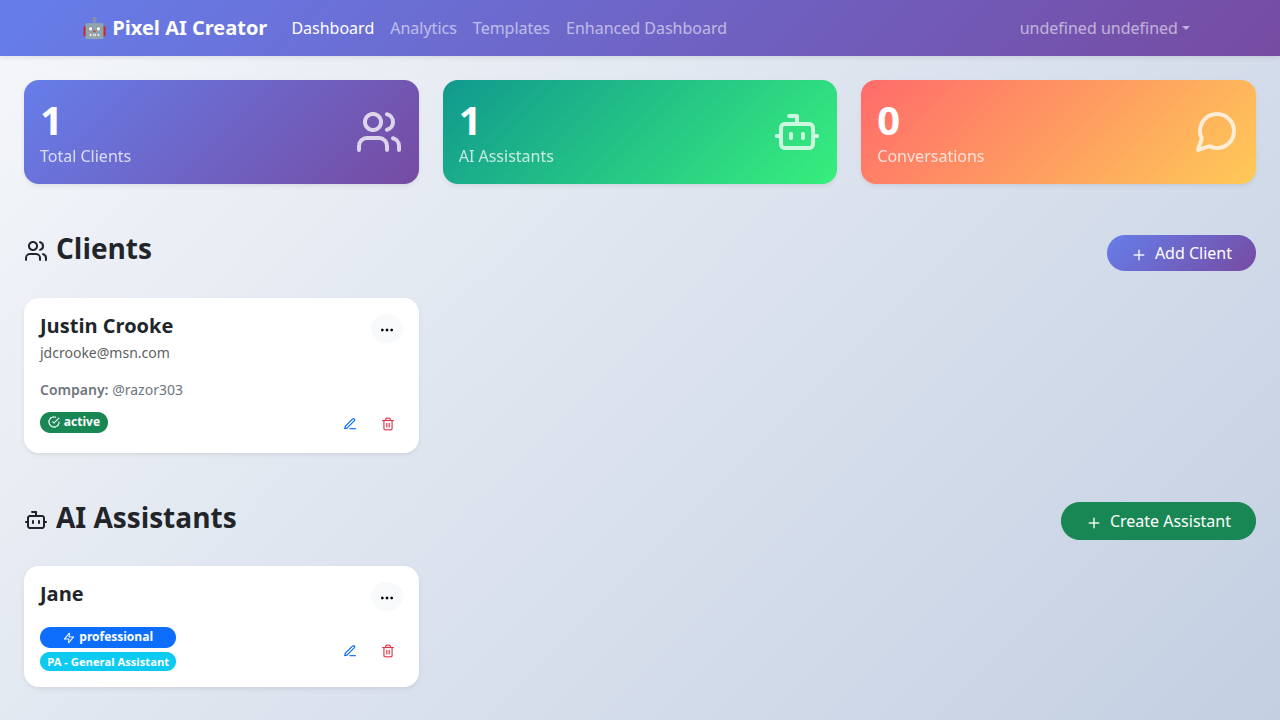 🤖 Pixel AI Creator Dashboard Analytics Templates Enhanced Dashboard undefined undefined
1
Total Clients
1
AI Assistants
0
Conversations
Clients
+ Add Client
Justin Crooke
jdcrooke@msn.com
Company: @razor303
active
AI Assistants
+ Create Assistant
Jane
professional
PA - General Assistant